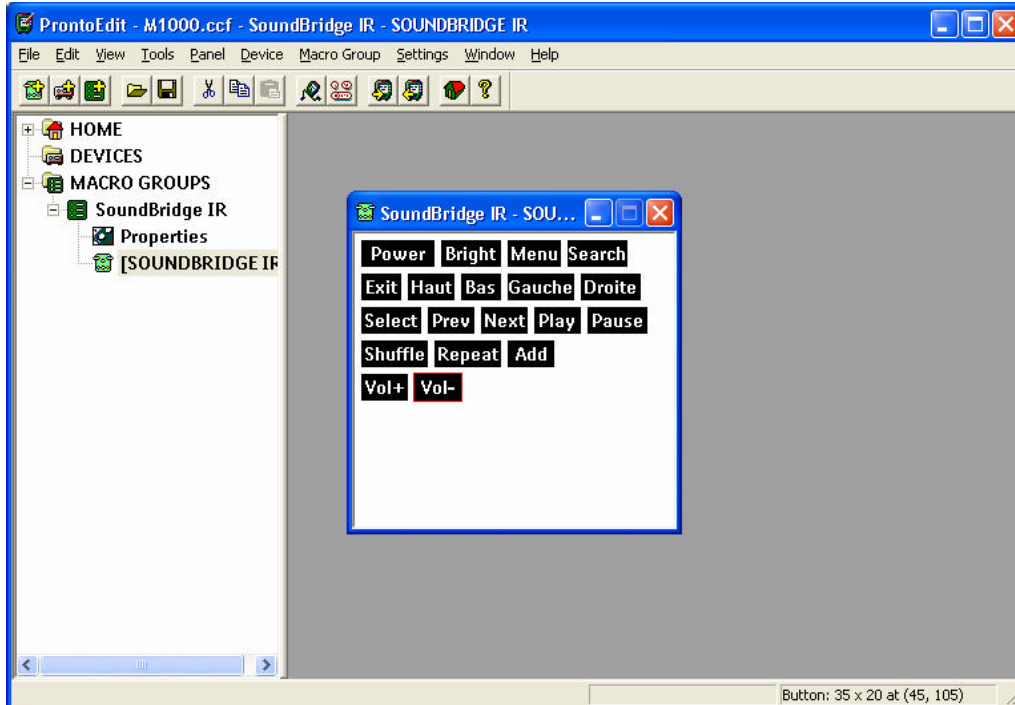 ProntoEdit - M1000.ccf - SoundBridge IR - SOUNDBRIDGE IR
File Edit View Tools Panel Device Macro Group Settings Window Help
HOME
DEVICES
MACRO GROUPS
SoundBridge IR
Properties
[SOUNDBRIDGE IR
SoundBridge IR - SOU...
Power Bright Menu Search
Exit Haut Bas Gauche Droite
Select Prev Next Play Pause
Shuffle Repeat Add
Vol+ Vol-
Button: 35 x 20 at (45, 105)